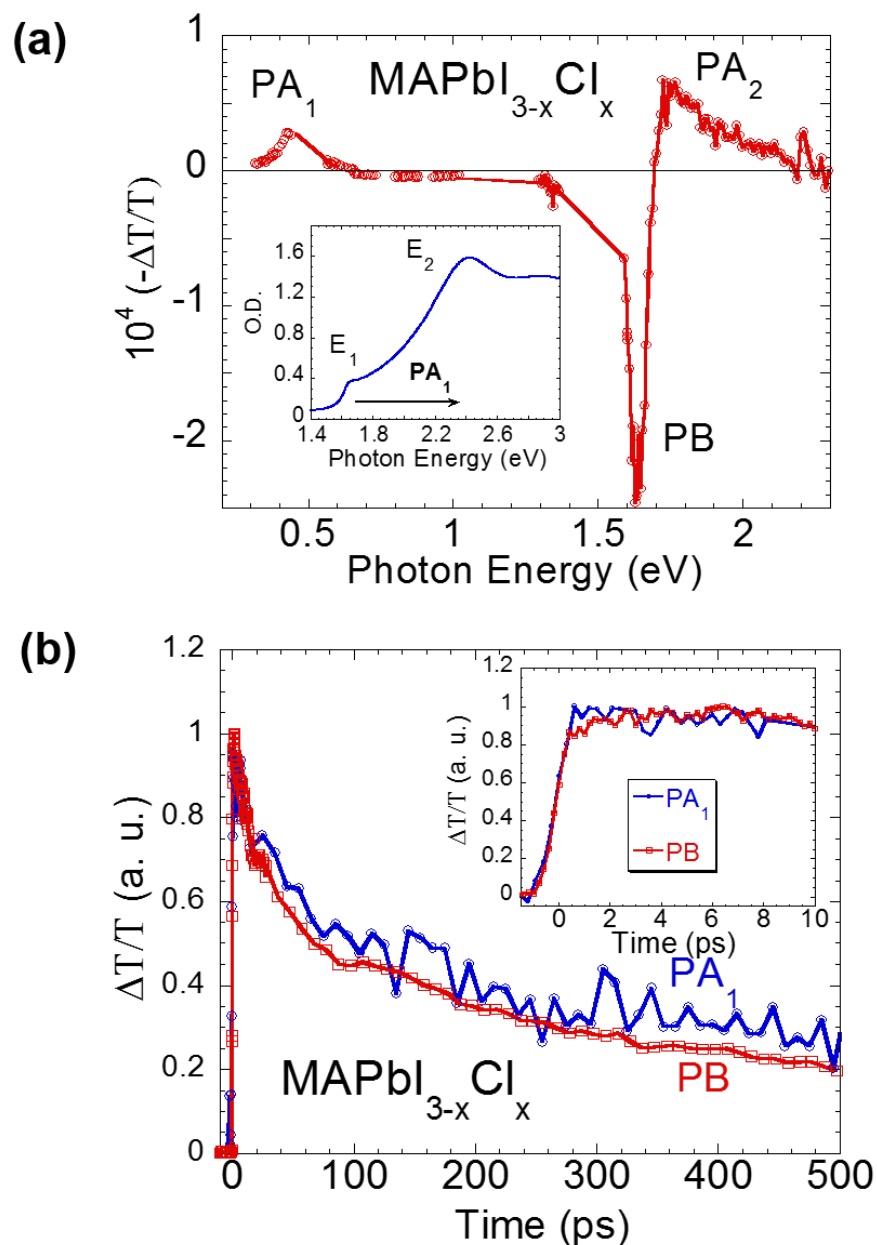 (a)
1
0
-1
-2
10⁴ (-ΔT/T)
PA₁
MAPbI₃₋ₓClₓ
PA₂
PB
0.5
1
1.5
2
Photon Energy (eV)
1.6
1.2
0.8
0.4
0
O.D.
E₂
E₁
PA₁
1.4
1.8
2.2
2.6
3
Photon Energy (eV)
(b)
1.2
1
0.8
0.6
0.4
0.2
0
ΔT/T (a. u.)
1.2
1
0.8
0.6
0.4
0.2
0
ΔT/T (a. u.)
PA₁
PB
0
2
4
6
8
10
Time (ps)
PA₁
PB
MAPbI₃₋ₓClₓ
0
100
200
300
400
500
Time (ps)